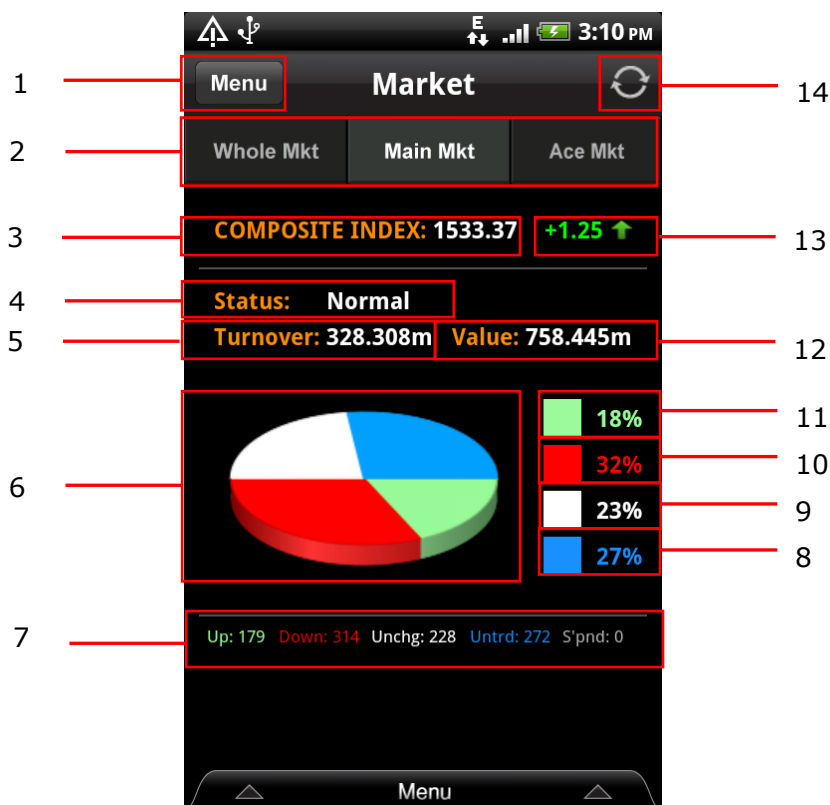 E
3:10 PM
1 Menu Market 14
2 Whole Mkt Main Mkt Ace Mkt
3 COMPOSITE INDEX: 1533.37 +1.25 13
4 Status: Normal
5 Turnover: 328.308m Value: 758.445m 12
18% 11
32% 10
6
23% 9
27% 8
7 Up: 179 Down: 314 Unchg: 228 Untrd: 272 S'pnd: 0
Menu